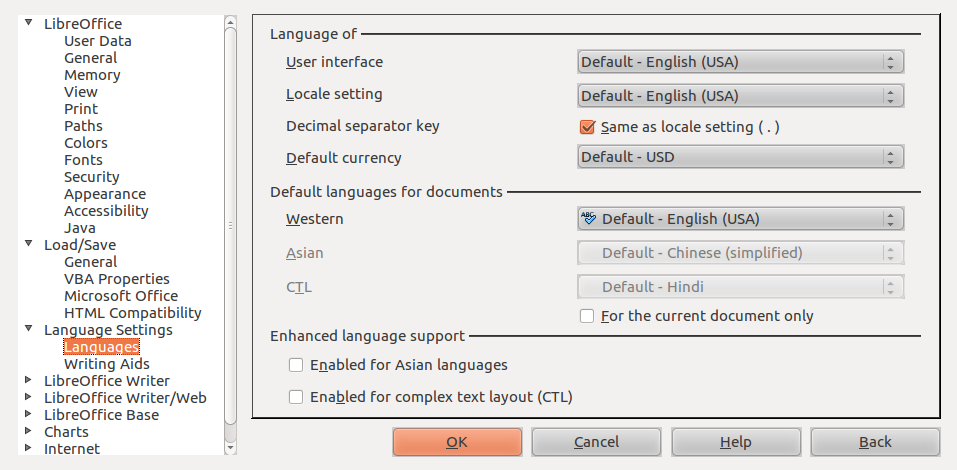 LibreOffice
User Data
General
Memory
View
Print
Paths
Colors
Fonts
Security
Appearance
Accessibility
Java
Load/Save
General
VBA Properties
Microsoft Office
HTML Compatibility
Language Settings
Languages
Writing Aids
LibreOffice Writer
LibreOffice Writer/Web
LibreOffice Base
Charts
Internet
Language of
User interface Default - English (USA)
Locale setting Default - English (USA)
Decimal separator key Same as locale setting ( . )
Default currency Default - USD
Default languages for documents
Western ABC Default - English (USA)
Asian Default - Chinese (simplified)
CTL Default - Hindi
For the current document only
Enhanced language support
Enabled for Asian languages
Enabled for complex text layout (CTL)
OK Cancel Help Back